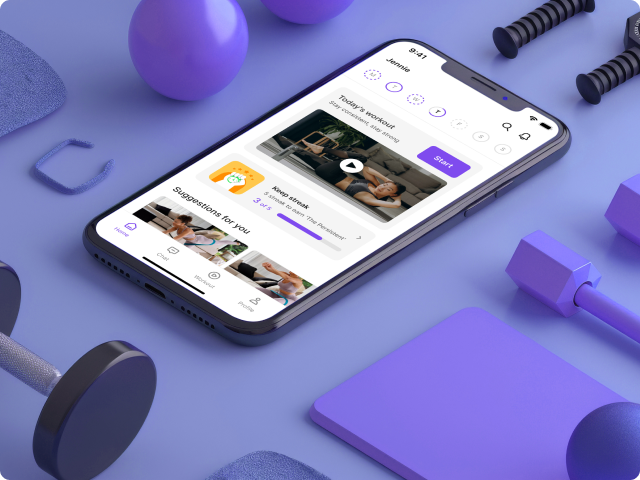 9:41
Jennie
M
T
W
T
F
S
S
Today's workout
Stay consistent, stay strong
Start
Keep streak
5 Streak to earn 'The Persistent'
3 of 5
Suggestions for you
Home
Chat
Workout
Profile